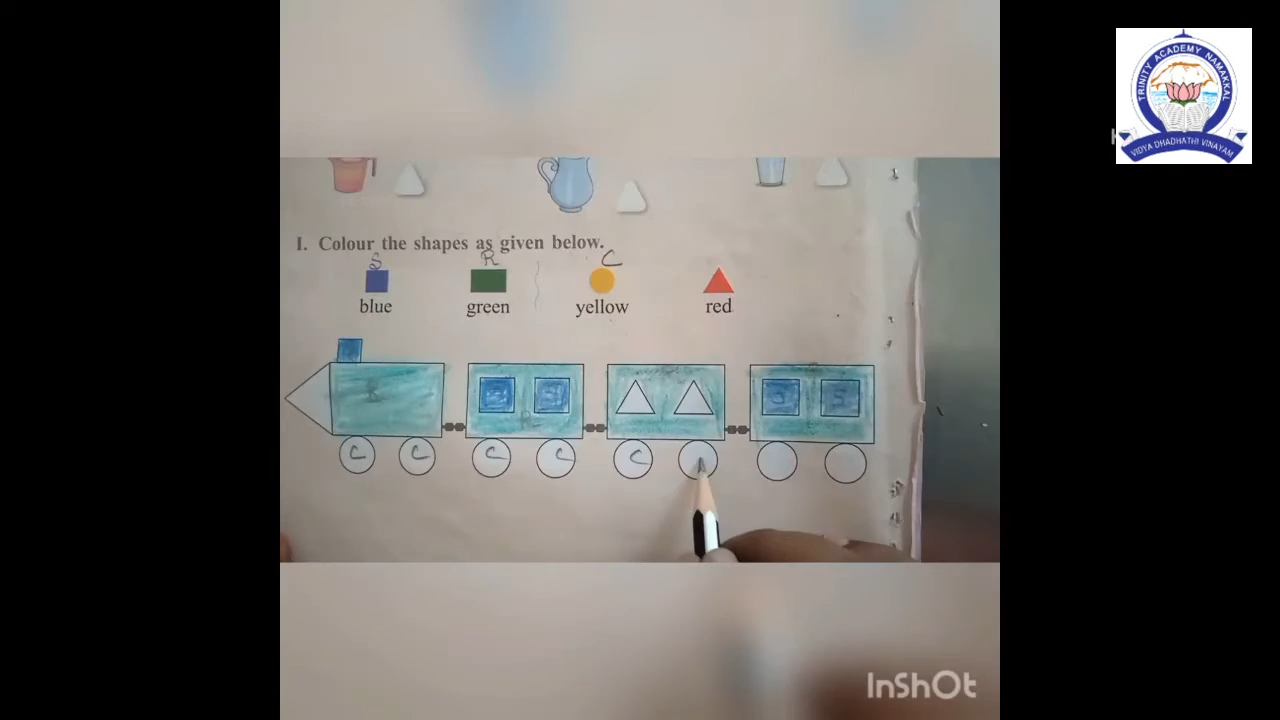 TRINITY ACADEMY NAMAKKAL
VIDYA DHADHATHI VINAYAM
I. Colour the shapes as given below.
S R C
blue green yellow red
R
S S
R
S S
C C C C C
InShOt